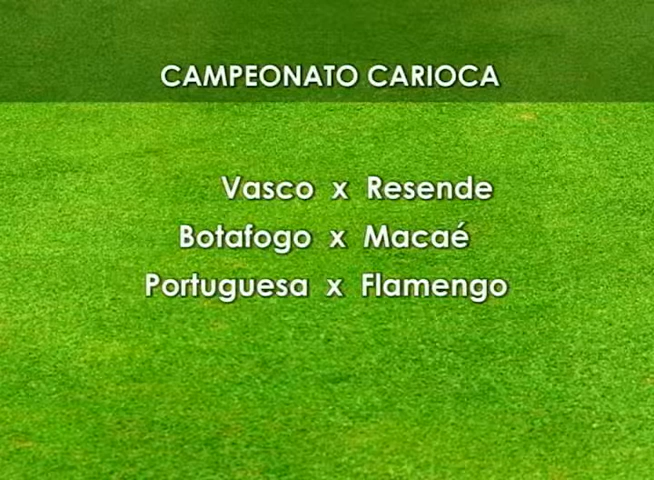 CAMPEONATO CARIOCA
Vasco x Resende
Botafogo x Macaé
Portuguesa x Flamengo